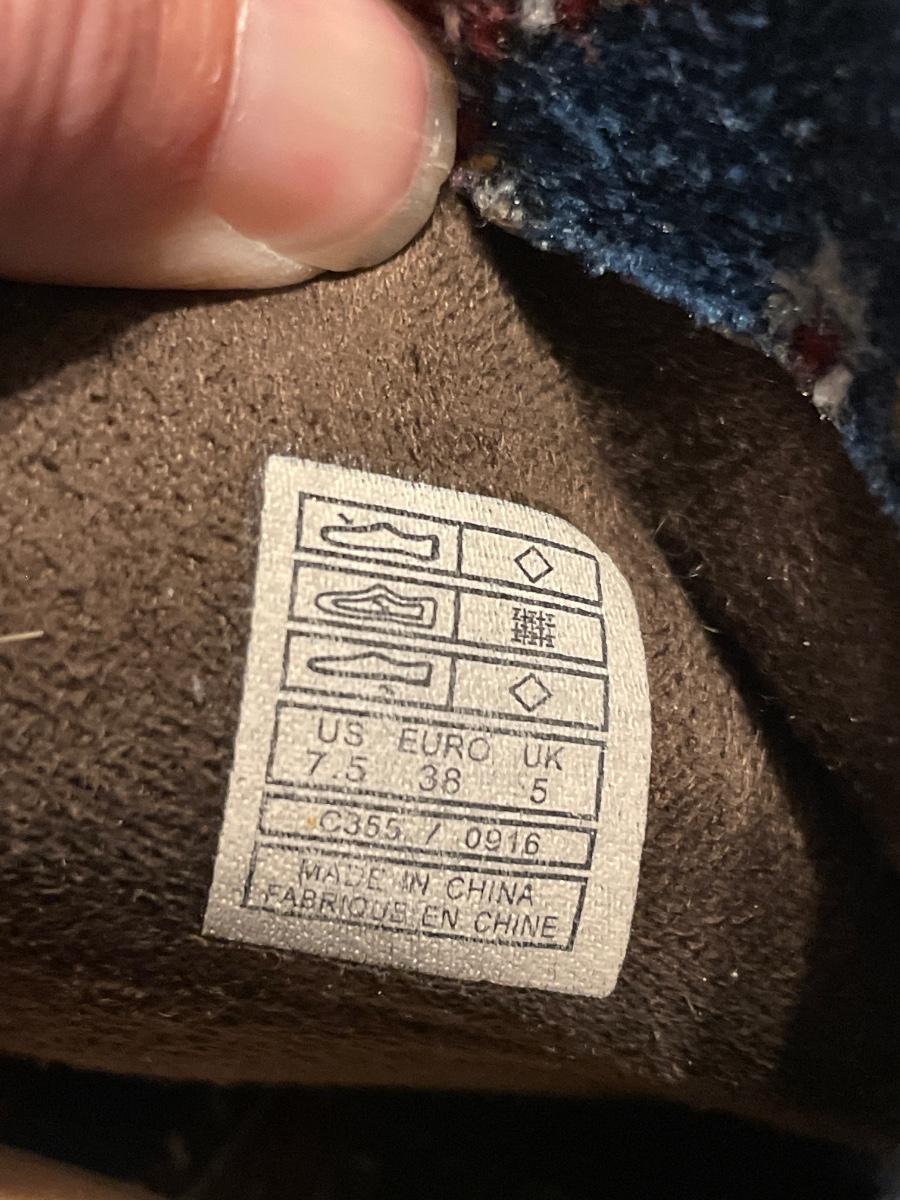 US EURO UK
7.5 38 5
C355 / 0916
MADE IN CHINA
FABRIQUE EN CHINE